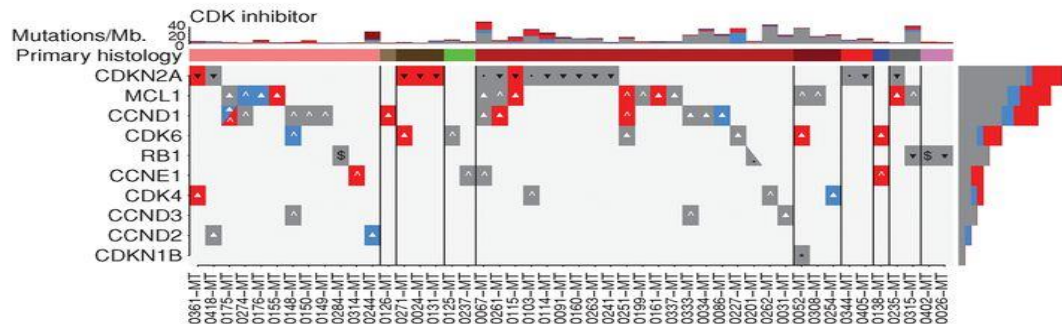 CDK inhibitor
Mutations/Mb.
40
20
0
Primary histology
CDKN2A
MCL1
CCND1
CDK6
RB1
$
$
CCNE1
CDK4
CCND3
CCND2
CDKN1B
0361-MT
0418-MT
0175-MT
0274-MT
0176-MT
0155-MT
0148-MT
0150-MT
0149-MT
0284-MT
0314-MT
0244-MT
0126-MT
0271-MT
0024-MT
0131-MT
0125-MT
0237-MT
0067-MT
0261-MT
0115-MT
0103-MT
0114-MT
0091-MT
0160-MT
0263-MT
0241-MT
0251-MT
0199-MT
0161-MT
0337-MT
0333-MT
0034-MT
0086-MT
0227-MT
0201-MT
0262-MT
0031-MT
0052-MT
0308-MT
0254-MT
0344-MT
0405-MT
0138-MT
0235-MT
0315-MT
0402-MT
0026-MT